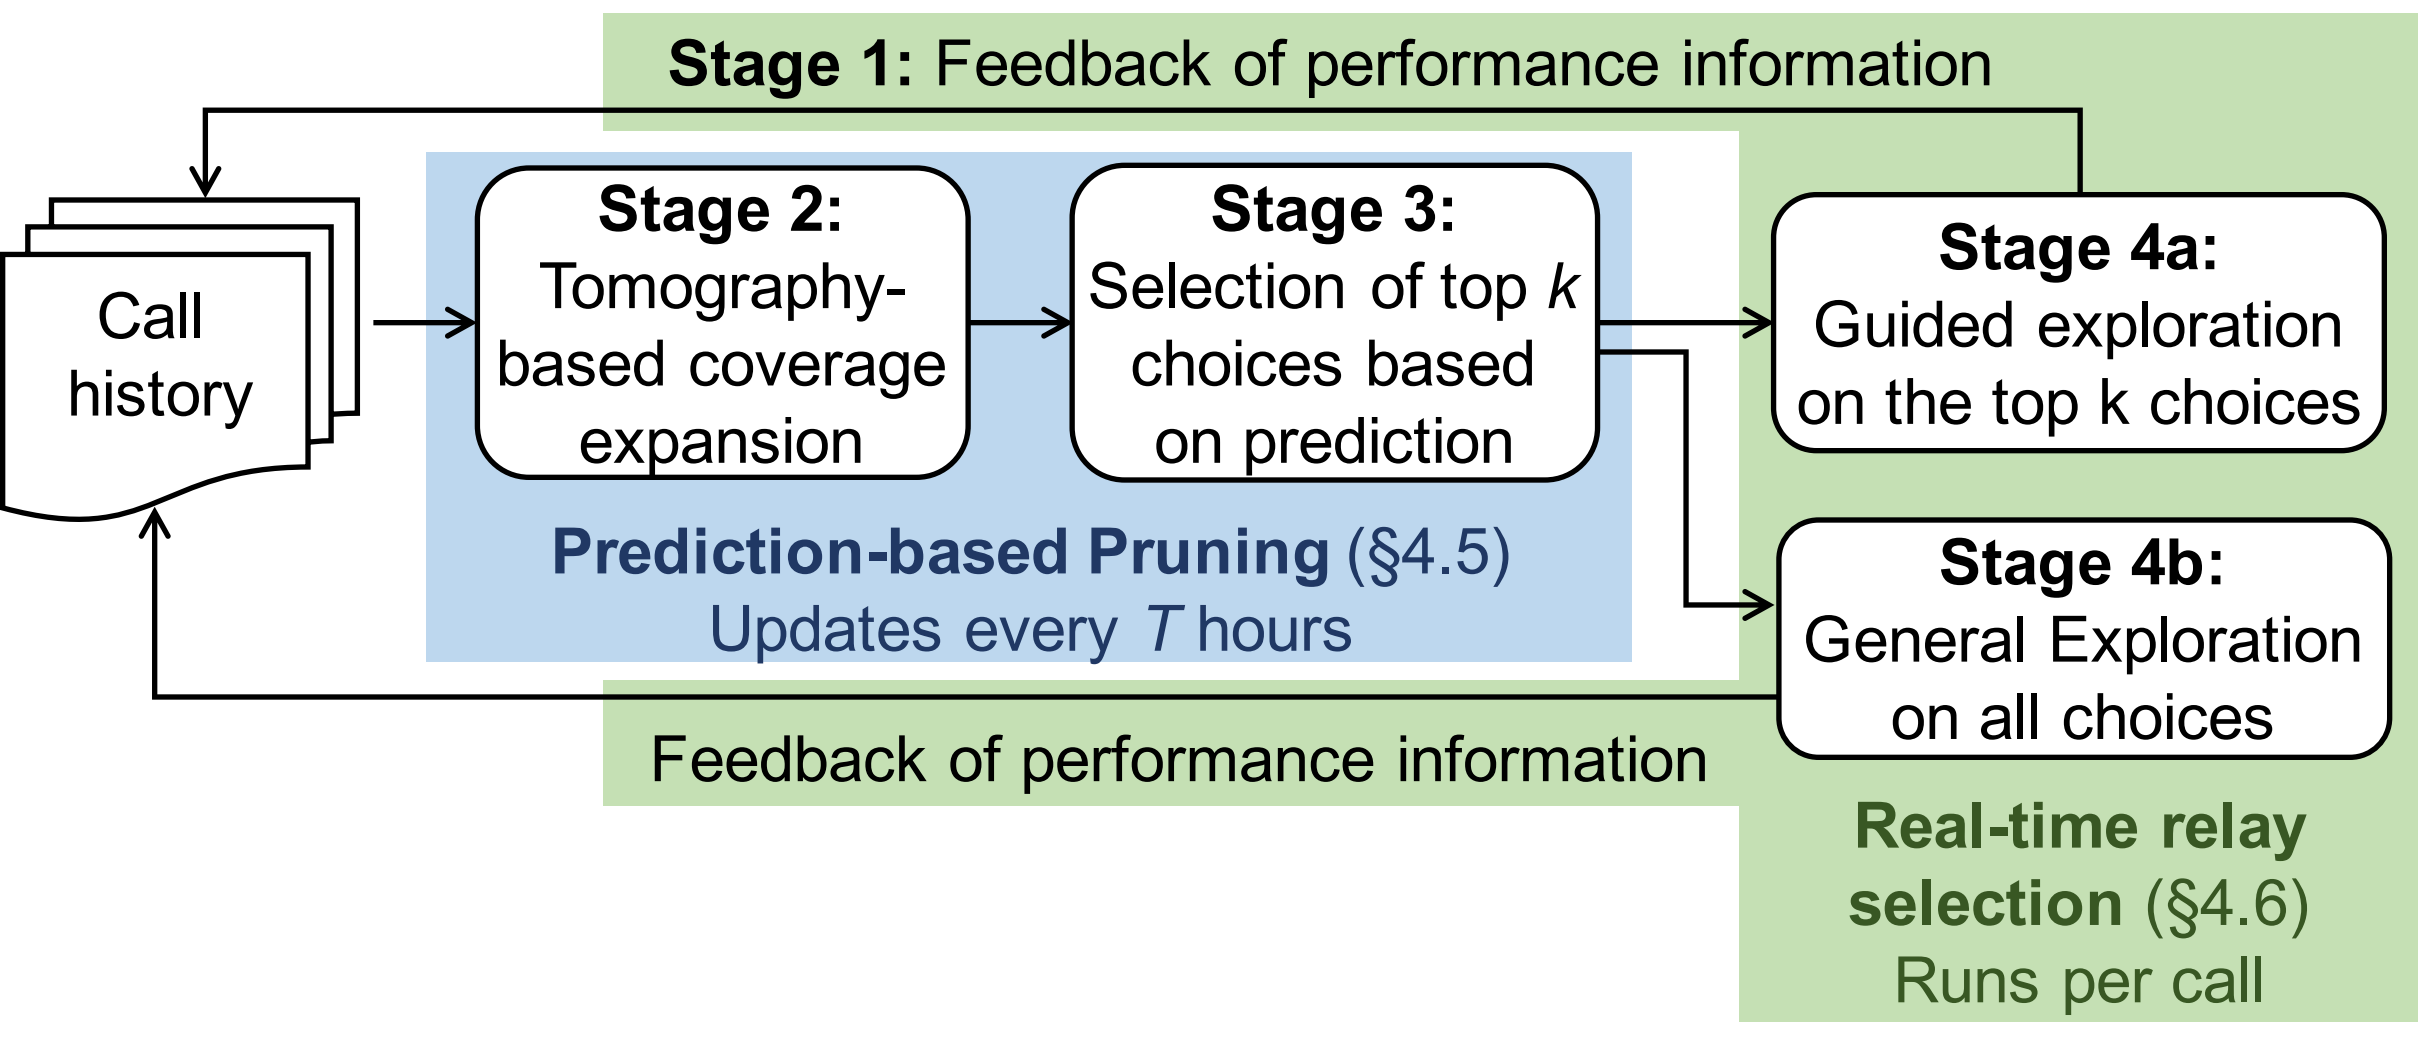 Stage 1: Feedback of performance information
Call
history
Stage 2:
Tomography-
based coverage
expansion
Stage 3:
Selection of top k
choices based
on prediction
Prediction-based Pruning (§4.5)
Updates every T hours
Stage 4a:
Guided exploration
on the top k choices
Stage 4b:
General Exploration
on all choices
Feedback of performance information
Real-time relay
selection (§4.6)
Runs per call